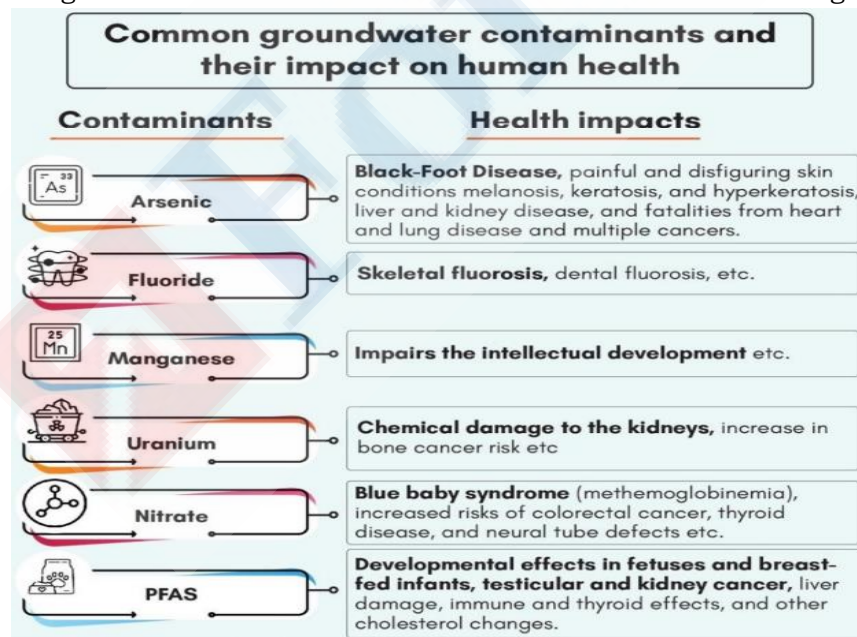 Common groundwater contaminants and
their impact on human health
Contaminants
Health impacts
33
As
Arsenic
Black-Foot Disease, painful and disfiguring skin
conditions melanosis, keratosis, and hyperkeratosis,
liver and kidney disease, and fatalities from heart
and lung disease and multiple cancers.
Fluoride
Skeletal fluorosis, dental fluorosis, etc.
25
Mn
Manganese
Impairs the intellectual development etc.
Uranium
Chemical damage to the kidneys, increase in
bone cancer risk etc
Nitrate
Blue baby syndrome (methemoglobinemia),
increased risks of colorectal cancer, thyroid
disease, and neural tube defects etc.
PFAS
Developmental effects in fetuses and breast-
fed infants, testicular and kidney cancer, liver
damage, immune and thyroid effects, and other
cholesterol changes.